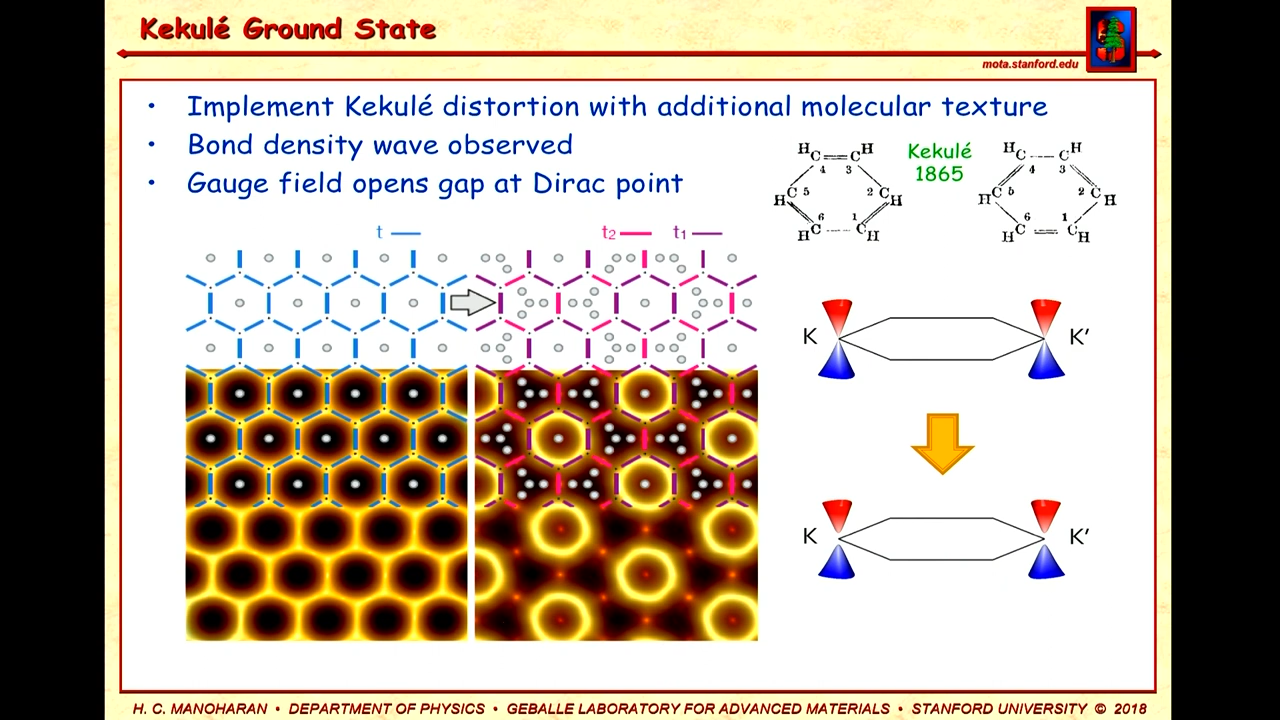 Kekulé Ground State
mota.stanford.edu
• Implement Kekulé distortion with additional molecular texture
• Bond density wave observed
• Gauge field opens gap at Dirac point
H C C H
4 3
H C 5 2 C H
6 1
H C C H
Kekulé
1865
H C C H
4 3
H C 5 2 C H
6 1
H C C H
t
t2 t1
K K′
K K′
H. C. MANOHARAN • DEPARTMENT OF PHYSICS • GEBALLE LABORATORY FOR ADVANCED MATERIALS • STANFORD UNIVERSITY © 2018